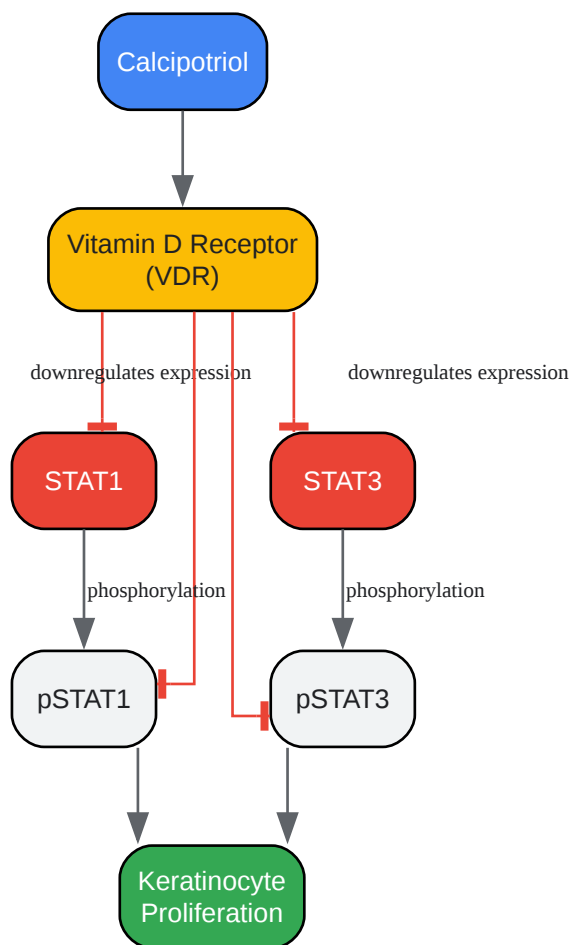 Calcipotriol
Vitamin D Receptor
(VDR)
downregulates expression
downregulates expression
STAT1
STAT3
phosphorylation
phosphorylation
pSTAT1
pSTAT3
Keratinocyte
Proliferation